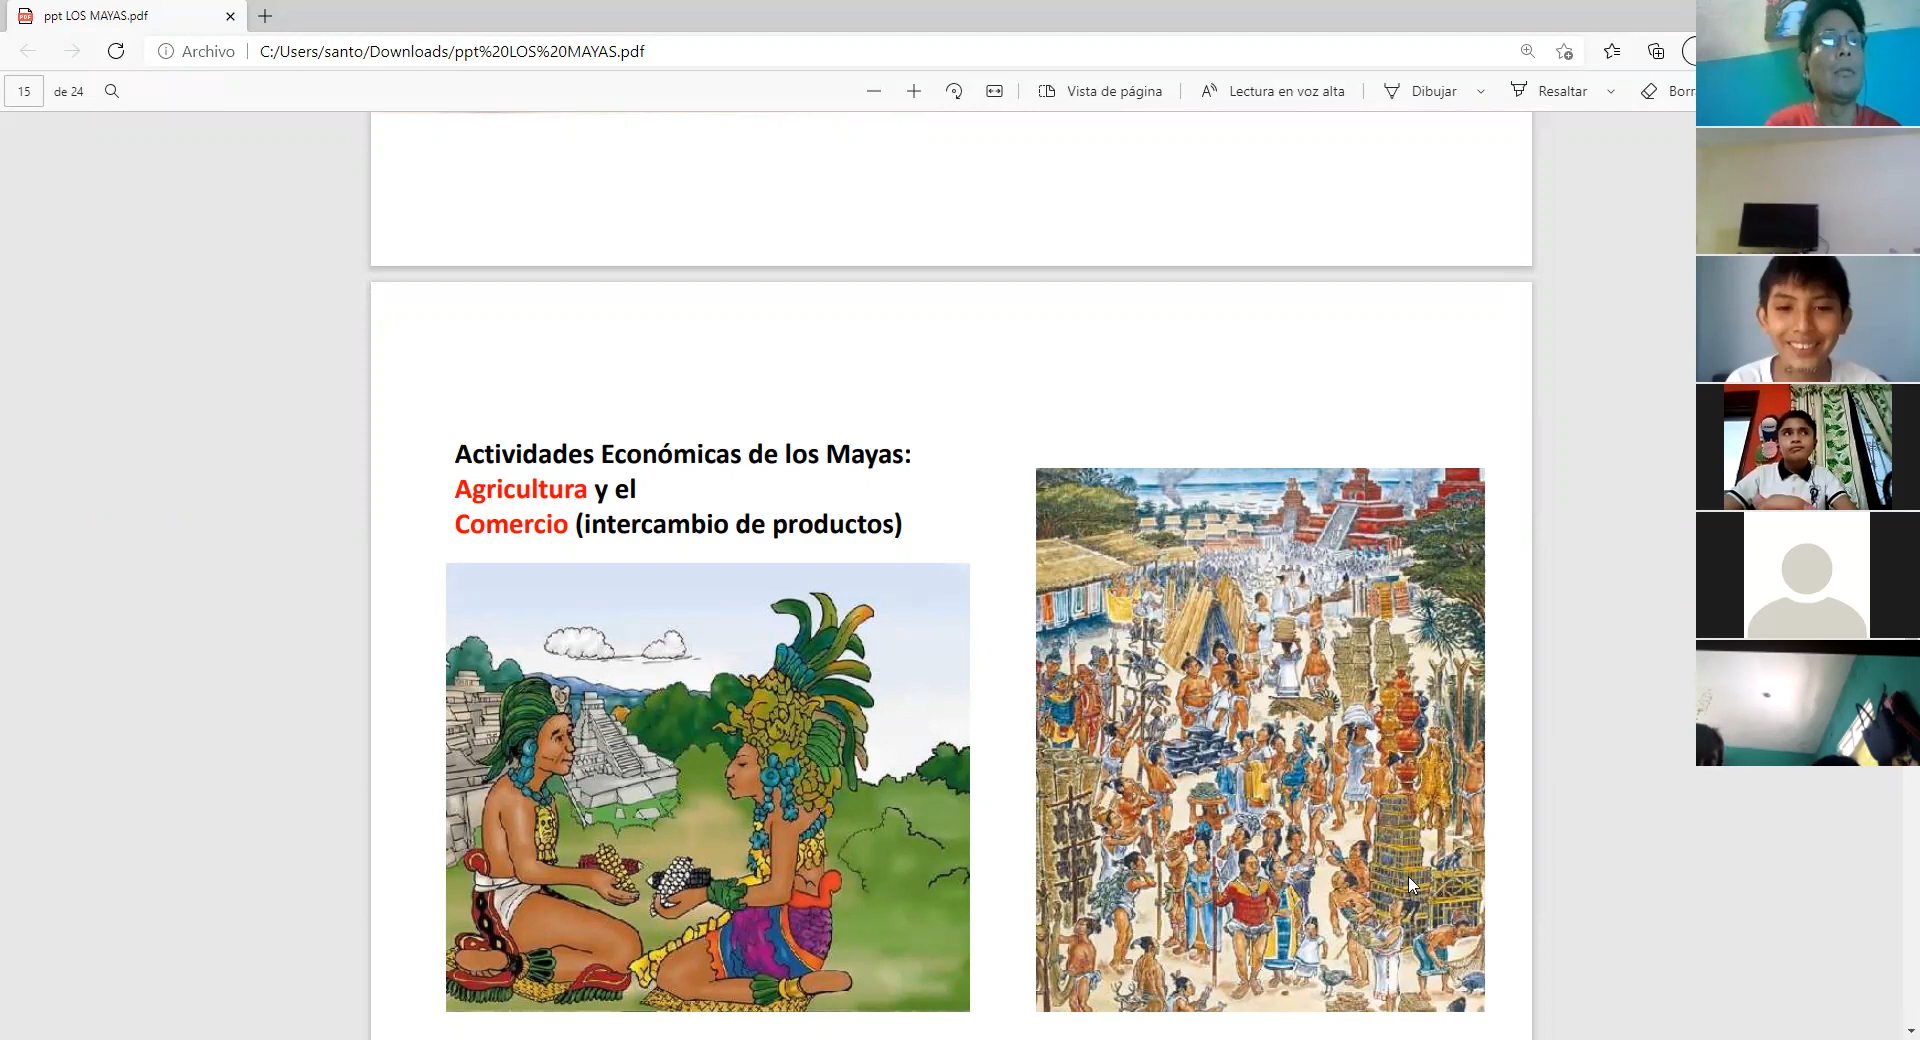 ppt LOS MAYAS.pdf
Archivo
C:/Users/santo/Downloads/ppt%20LOS%20MAYAS.pdf
15 de 24
Vista de página
Lectura en voz alta
Dibujar
Resaltar
Borr
Actividades Económicas de los Mayas:
Agricultura y el
Comercio (intercambio de productos)